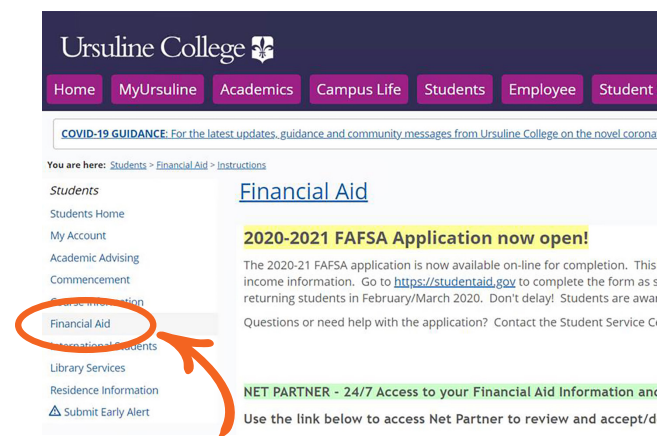 Ursuline College
Home MyUrsuline Academics Campus Life Students Employee Student
COVID-19 GUIDANCE: For the latest updates, guidance and community messages from Ursuline College on the novel corona
You are here: Students > Financial Aid > Instructions
Students
Students Home
My Account
Academic Advising
Commencement
Course Information
Financial Aid
International Students
Library Services
Residence Information
Submit Early Alert
Financial Aid
2020-2021 FAFSA Application now open!
The 2020-21 FAFSA application is now available on-line for completion. This
income information. Go to https://studentaid.gov to complete the form as s
returning students in February/March 2020. Don't delay! Students are awar
Questions or need help with the application? Contact the Student Service C
NET PARTNER - 24/7 Access to your Financial Aid Information and
Use the link below to access Net Partner to review and accept/d